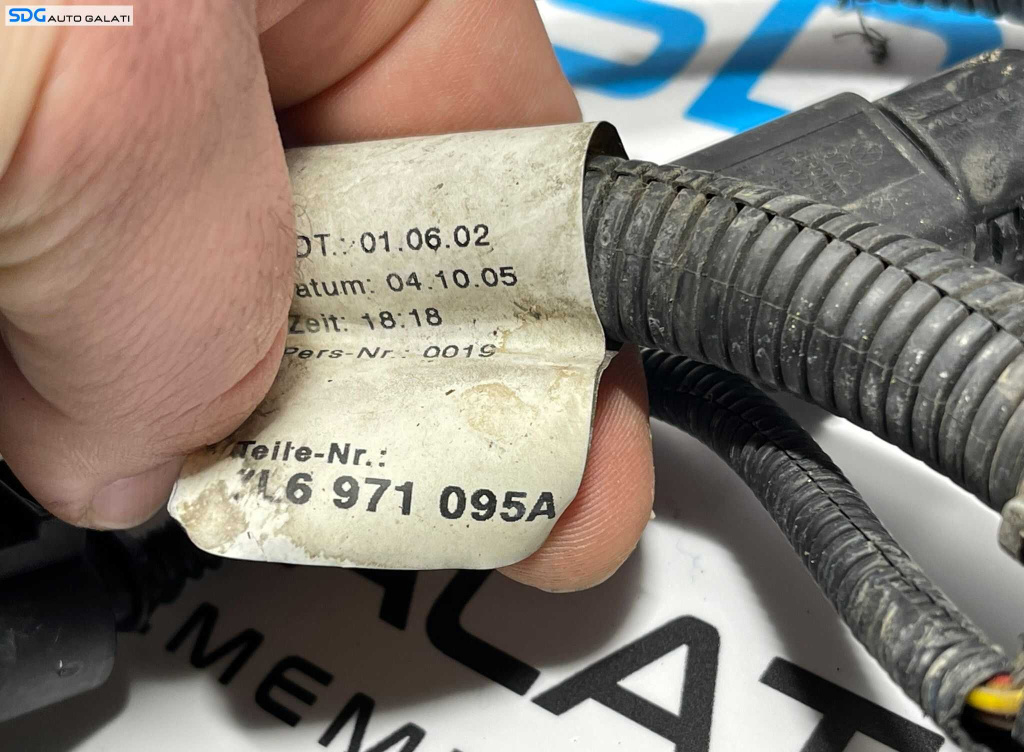 SDG AUTO GALATI
DT.: 01.06.02
atum: 04.10.05
Zeit: 18:18
Pers-Nr.: 0019
Teile-Nr.:
7L6 971 095A